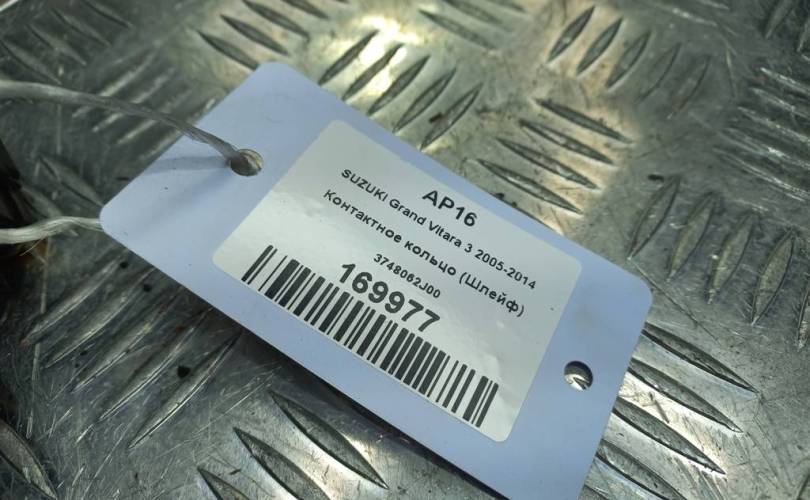 AP16
SUZUKI Grand Vitara 3 2005-2014
Контактное кольцо (Шлейф)
3748062J00
169977